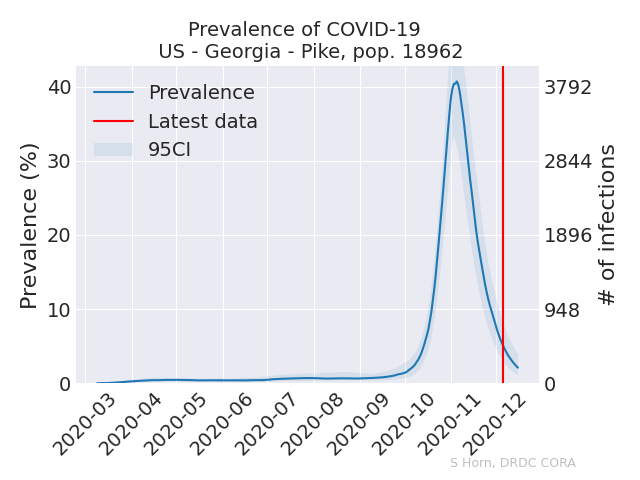 Prevalence of COVID-19
US - Georgia - Pike, pop. 18962
Prevalence
Latest data
95CI
Prevalence (%)
40
30
20
10
0
3792
2844
1896
948
0
# of infections
2020-03
2020-04
2020-05
2020-06
2020-07
2020-08
2020-09
2020-10
2020-11
2020-12
S Horn, DRDC CORA